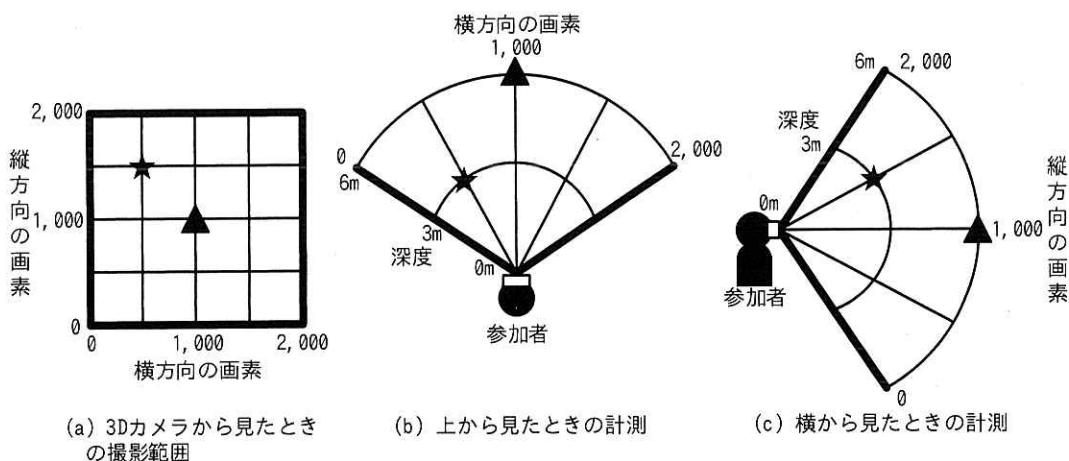 2,000
1,000
0
縦方向の画素
0
1,000
2,000
横方向の画素
(a) 3Dカメラから見たとき
の撮影範囲
横方向の画素
1,000
0
6m
2,000
3m
深度
0m
参加者
(b) 上から見たときの計測
6m
2,000
深度
3m
0m
参加者
1,000
縦方向の画素
0
(c) 横から見たときの計測